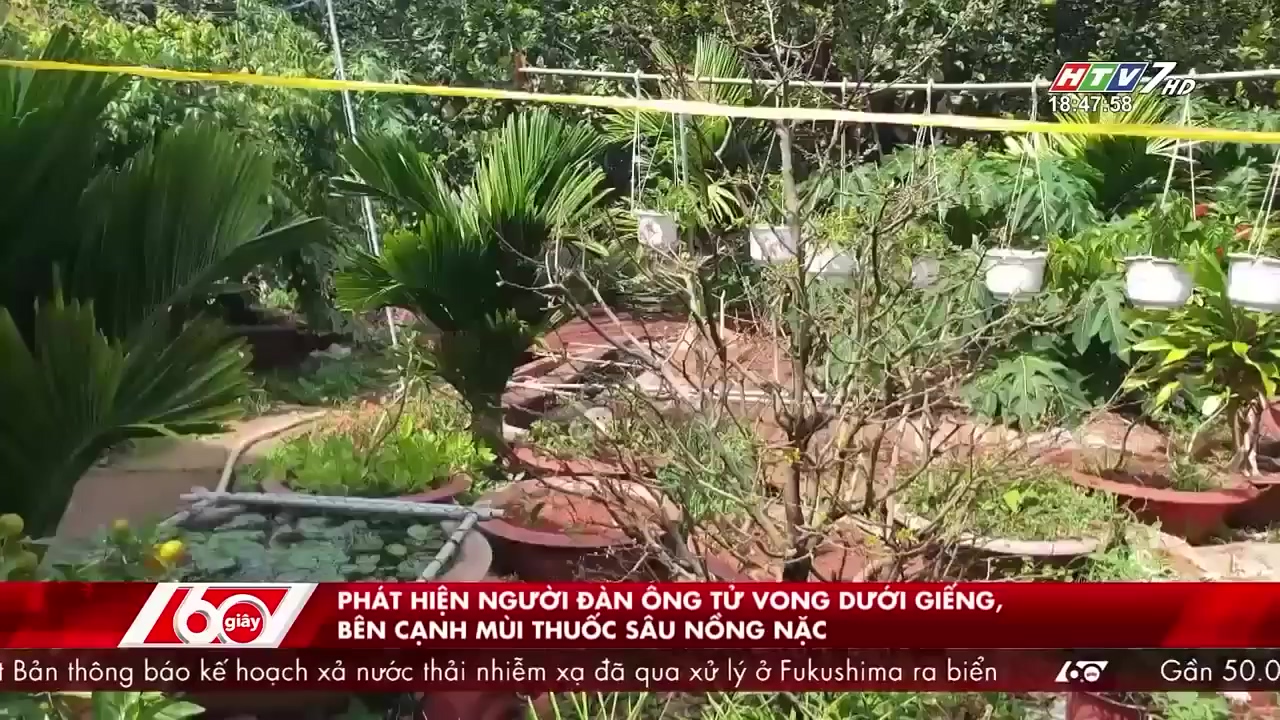 HTV7 HD
18:47:58
60 giây
PHÁT HIỆN NGƯỜI ĐÀN ÔNG TỬ VONG DƯỚI GIẾNG,
BÊN CẠNH MÙI THUỐC SÂU NỒNG NẶC
Bản thông báo kế hoạch xả nước thải nhiễm xạ đã qua xử lý ở Fukushima ra biển
60 Gần 50.0